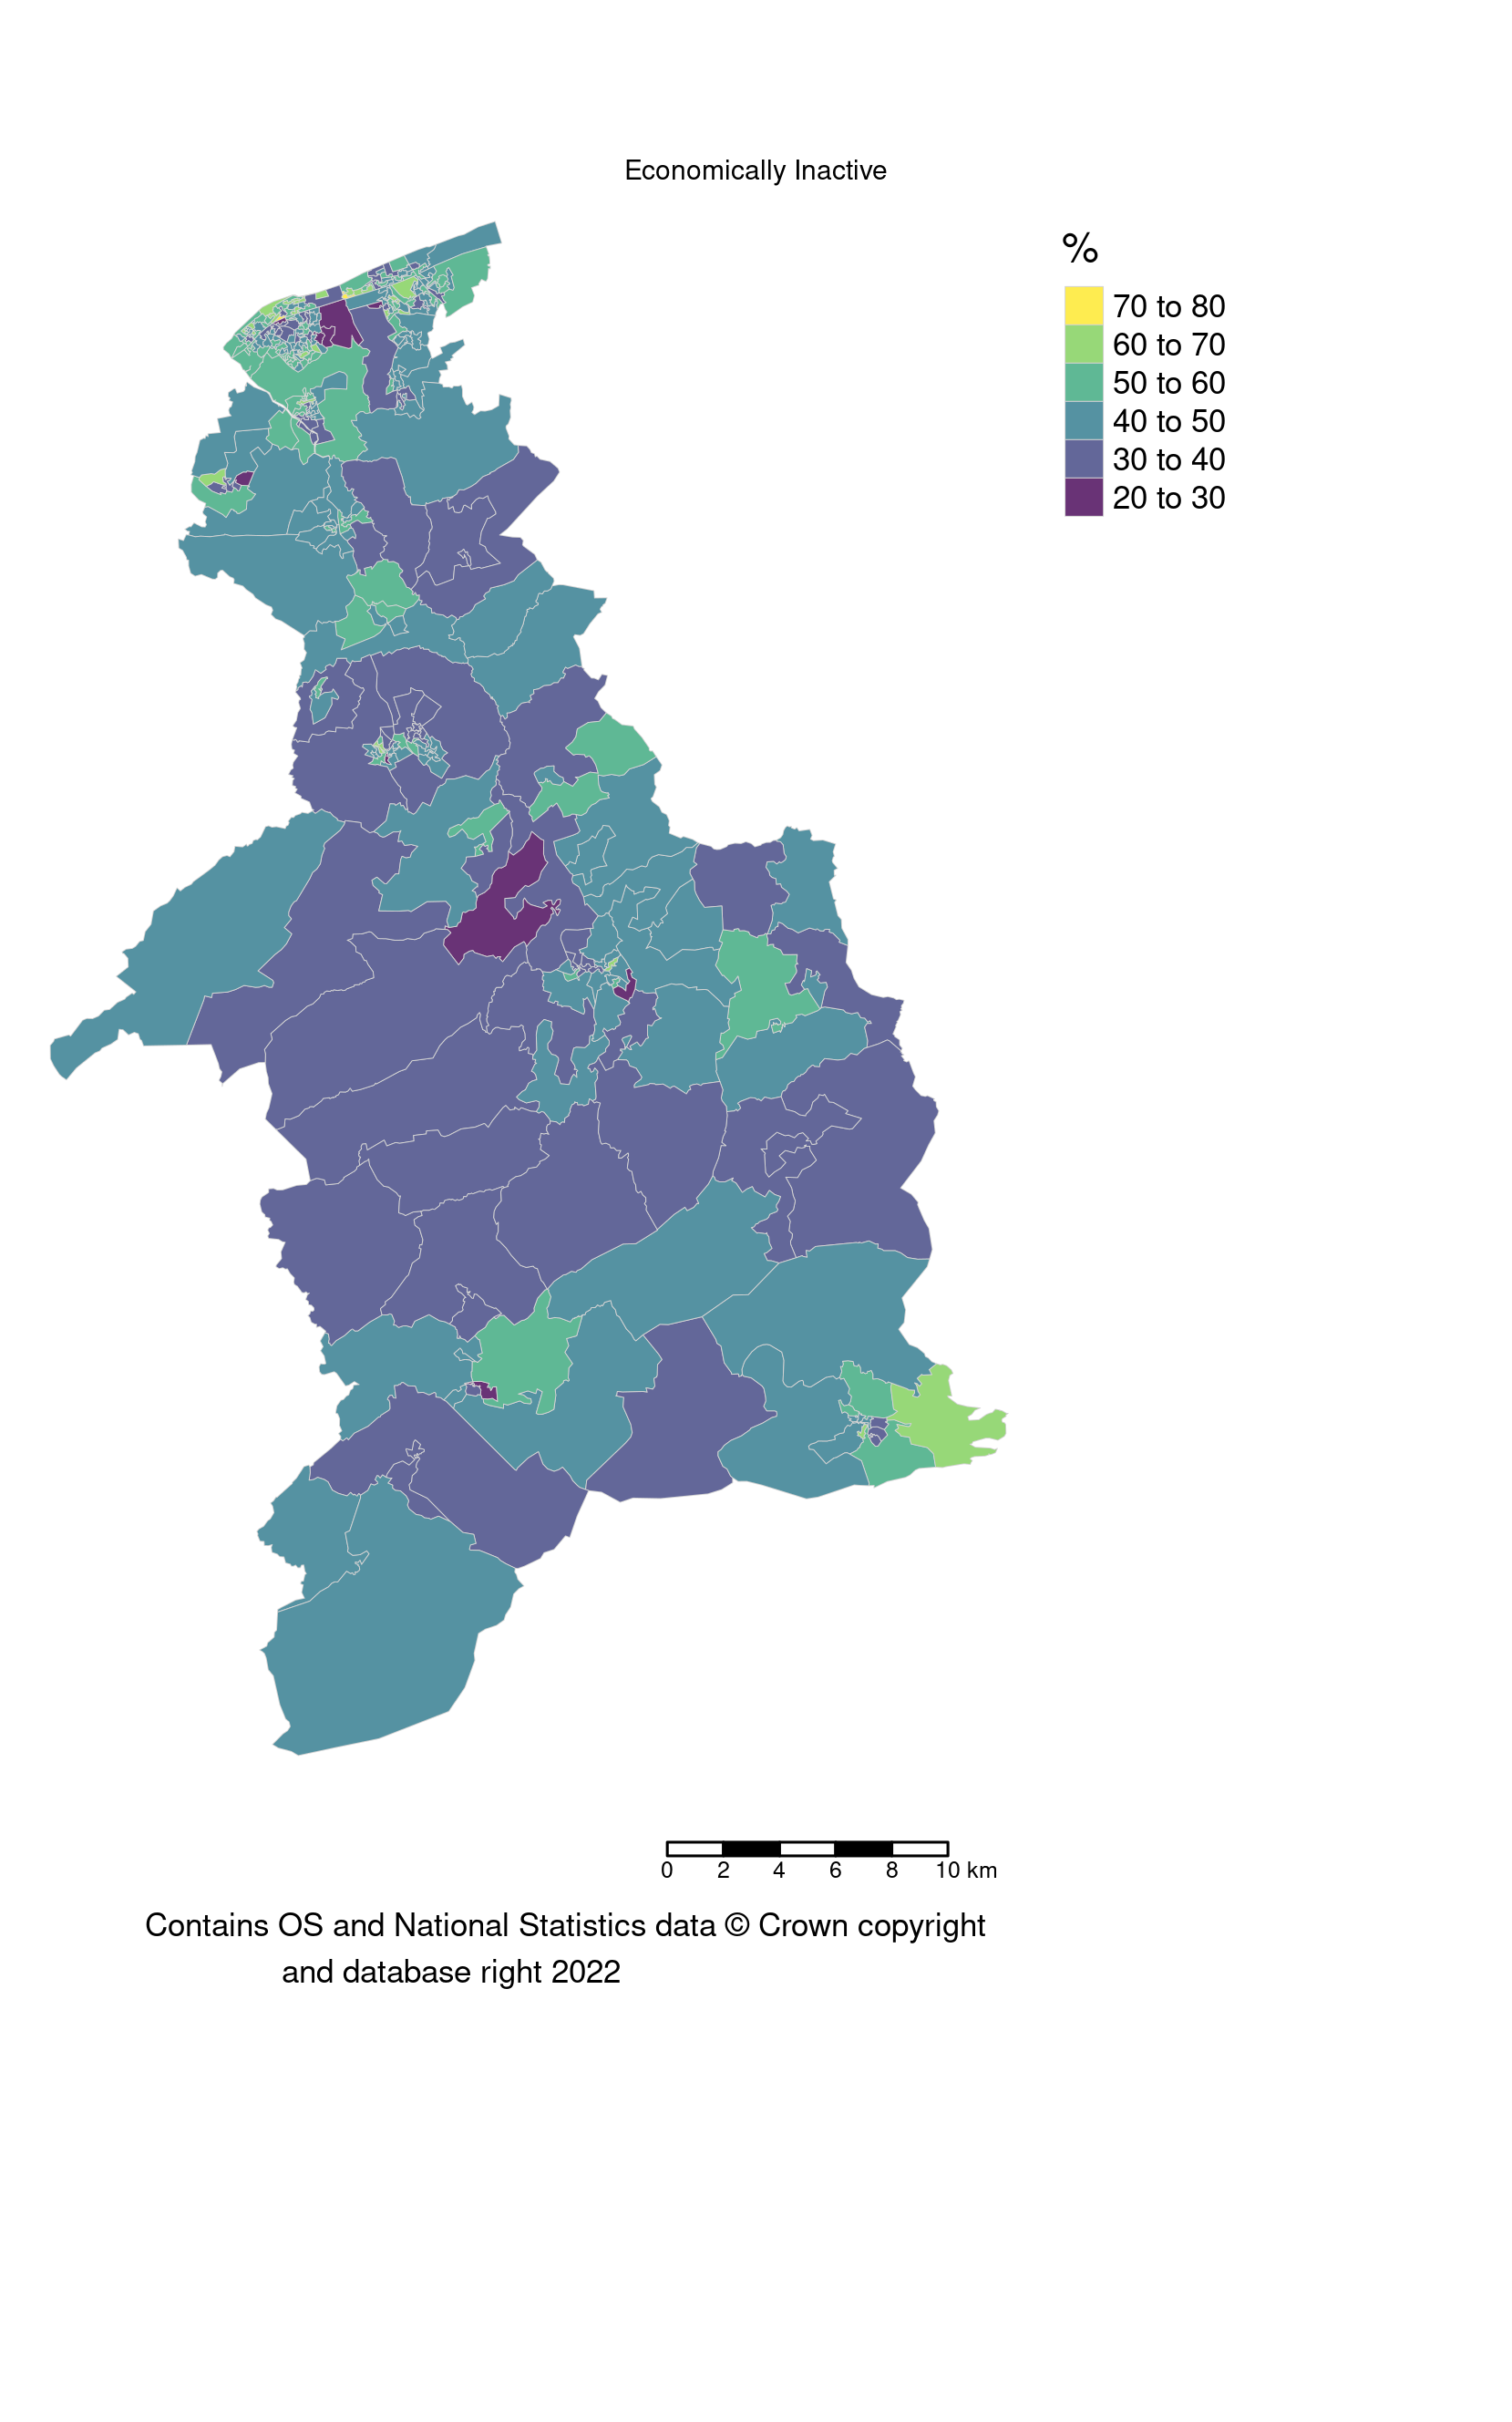 Economically Inactive
%
70 to 80
60 to 70
50 to 60
40 to 50
30 to 40
20 to 30
0 2 4 6 8 10 km
Contains OS and National Statistics data © Crown copyright
and database right 2022